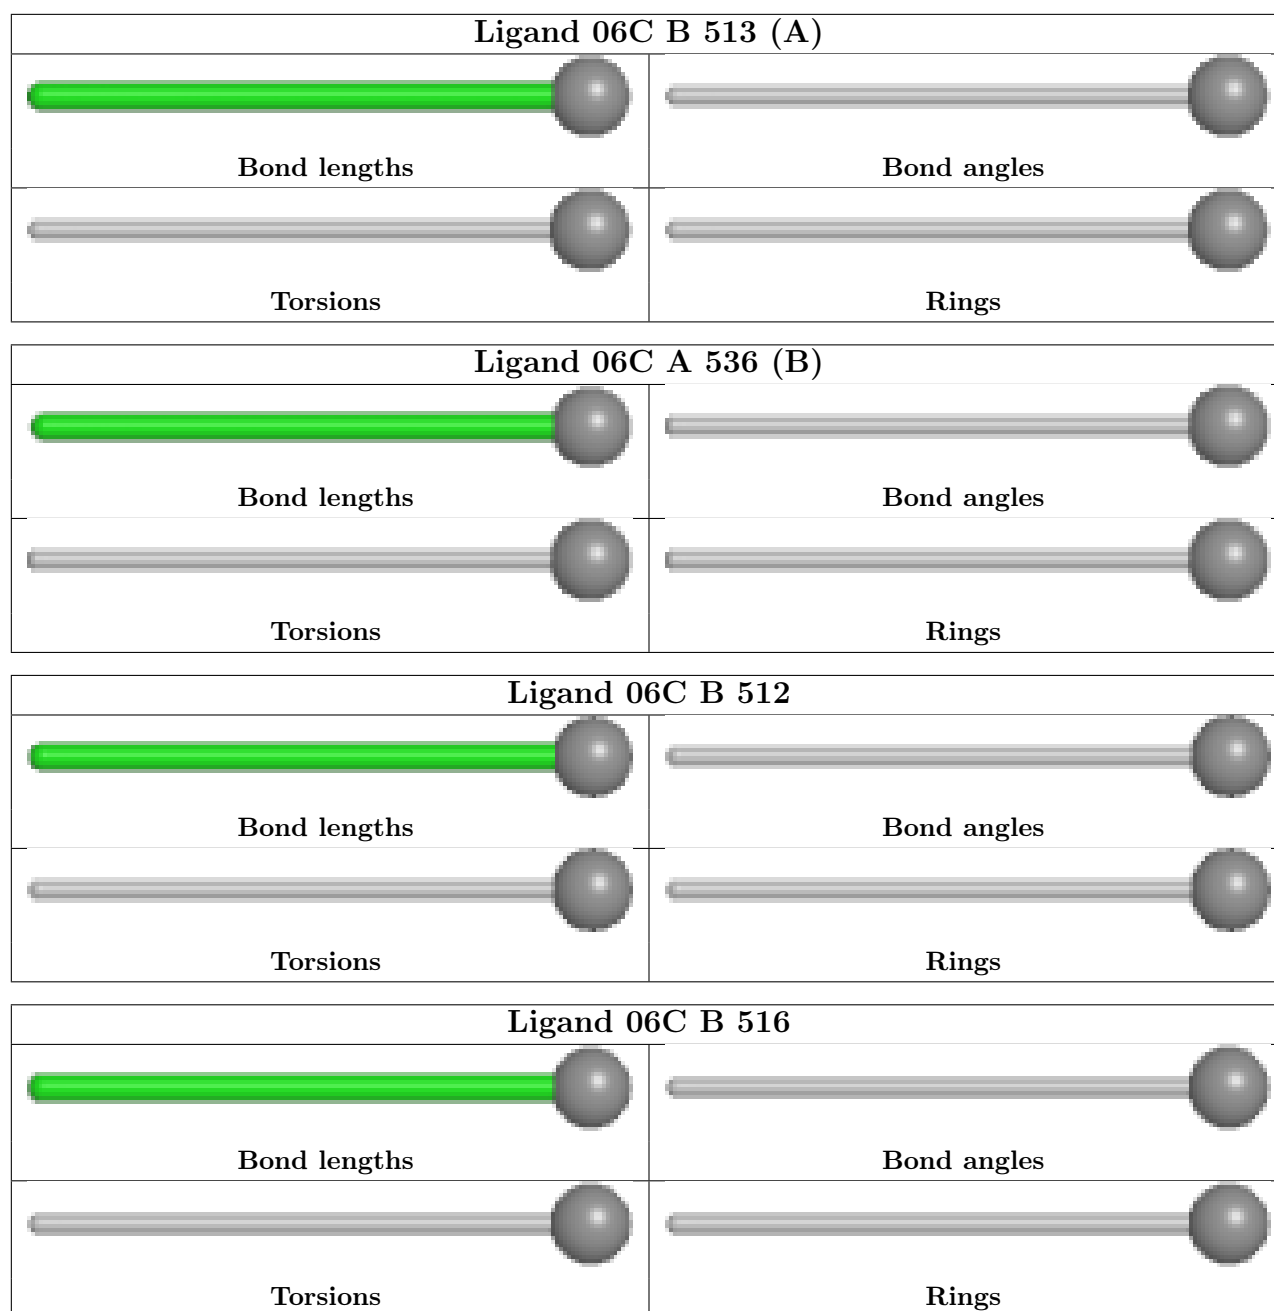 Ligand 06C B 513 (A)
Bond lengths
Bond angles
Torsions
Rings
Ligand 06C A 536 (B)
Bond lengths
Bond angles
Torsions
Rings
Ligand 06C B 512
Bond lengths
Bond angles
Torsions
Rings
Ligand 06C B 516
Bond lengths
Bond angles
Torsions
Rings